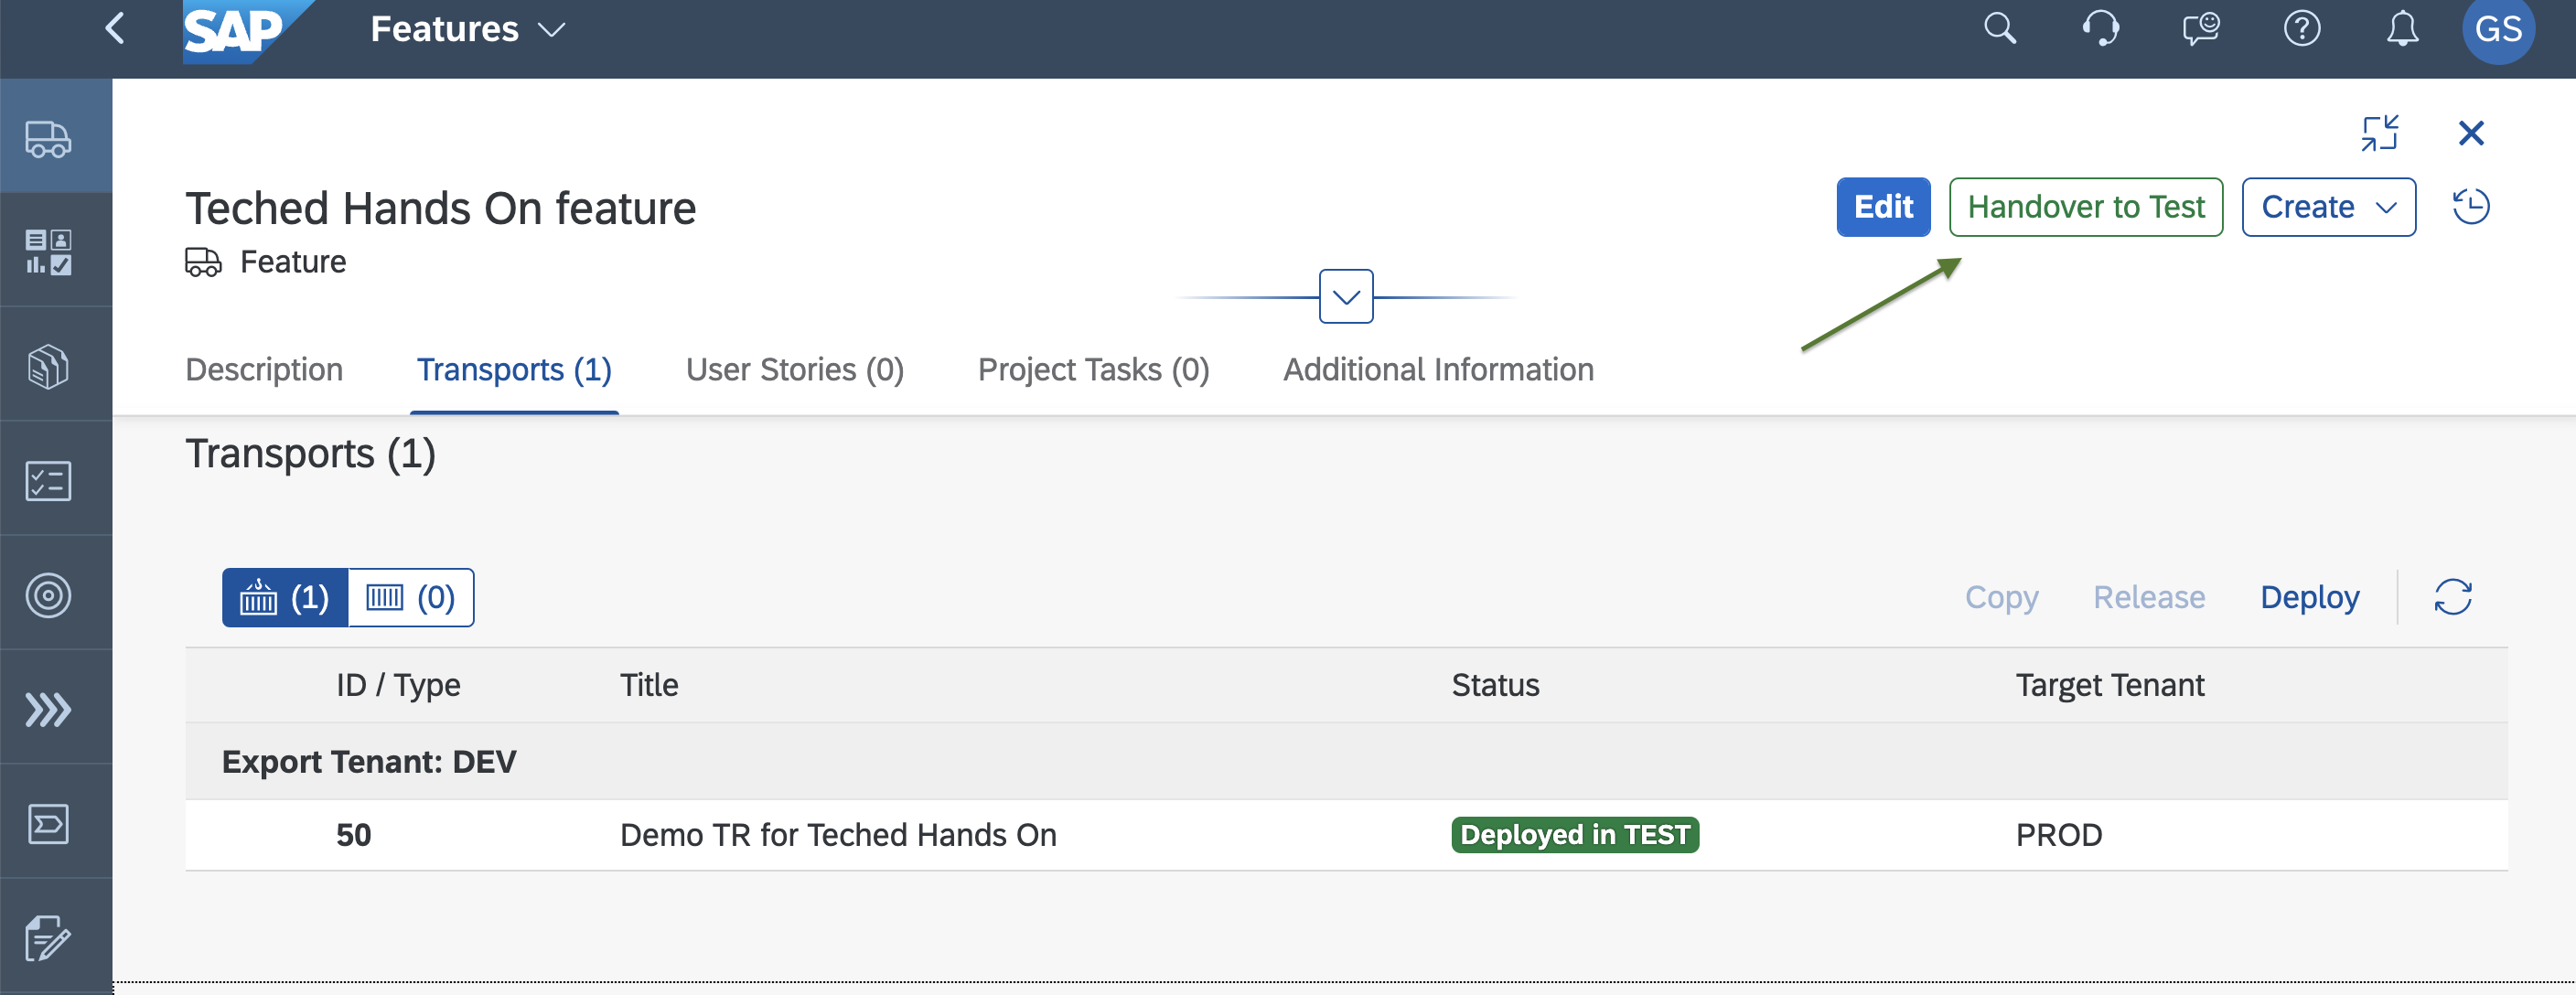 SAP Features GS
Teched Hands On feature Edit Handover to Test Create
Feature
Description Transports (1) User Stories (0) Project Tasks (0) Additional Information
Transports (1)
(1) (0) Copy Release Deploy
ID / Type Title Status Target Tenant
Export Tenant: DEV
50 Demo TR for Teched Hands On Deployed in TEST PROD